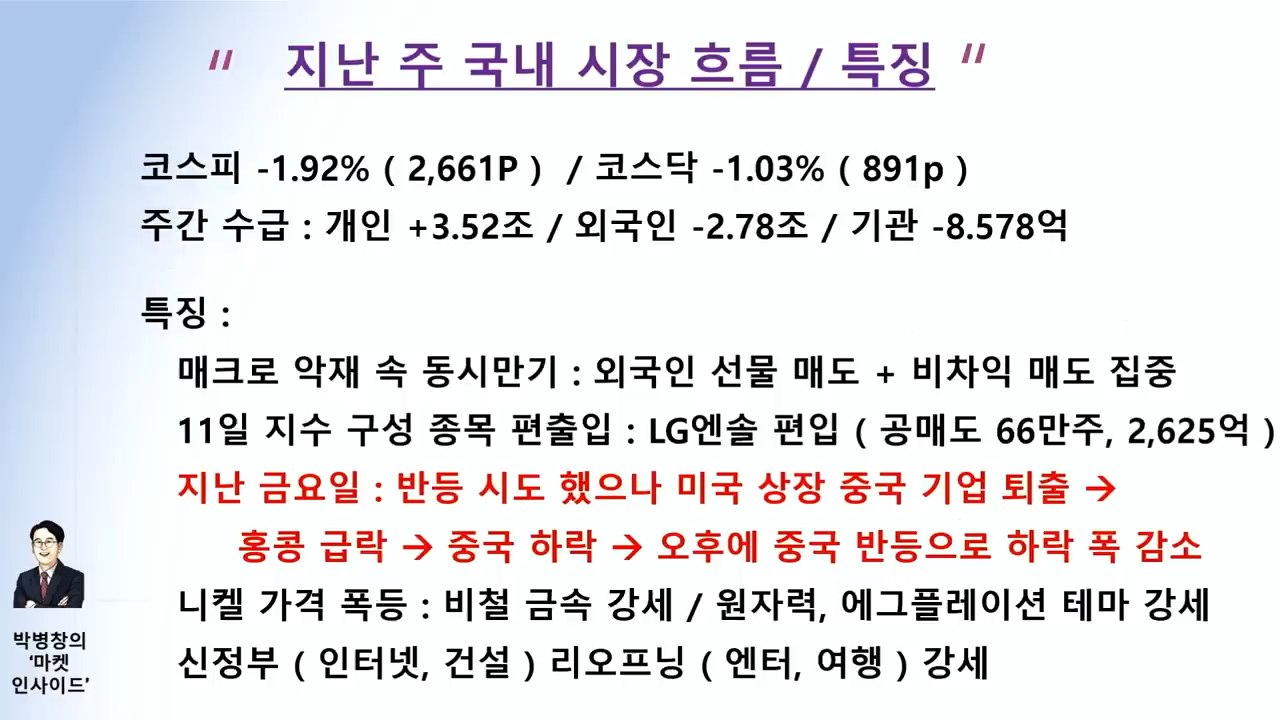 " 지난 주 국내 시장 흐름 / 특징 "
코스피 -1.92% ( 2,661P ) / 코스닥 -1.03% ( 891p )
주간 수급 : 개인 +3.52조 / 외국인 -2.78조 / 기관 -8.578억
특징 :
매크로 악재 속 동시만기 : 외국인 선물 매도 + 비차익 매도 집중
11일 지수 구성 종목 편출입 : LG엔솔 편입 ( 공매도 66만주, 2,625억 )
지난 금요일 : 반등 시도 했으나 미국 상장 중국 기업 퇴출 →
홍콩 급락 → 중국 하락 → 오후에 중국 반등으로 하락 폭 감소
니켈 가격 폭등 : 비철 금속 강세 / 원자력, 에그플레이션 테마 강세
신정부 ( 인터넷, 건설 ) 리오프닝 ( 엔터, 여행 ) 강세
박병창의
‘마켓
인사이드’